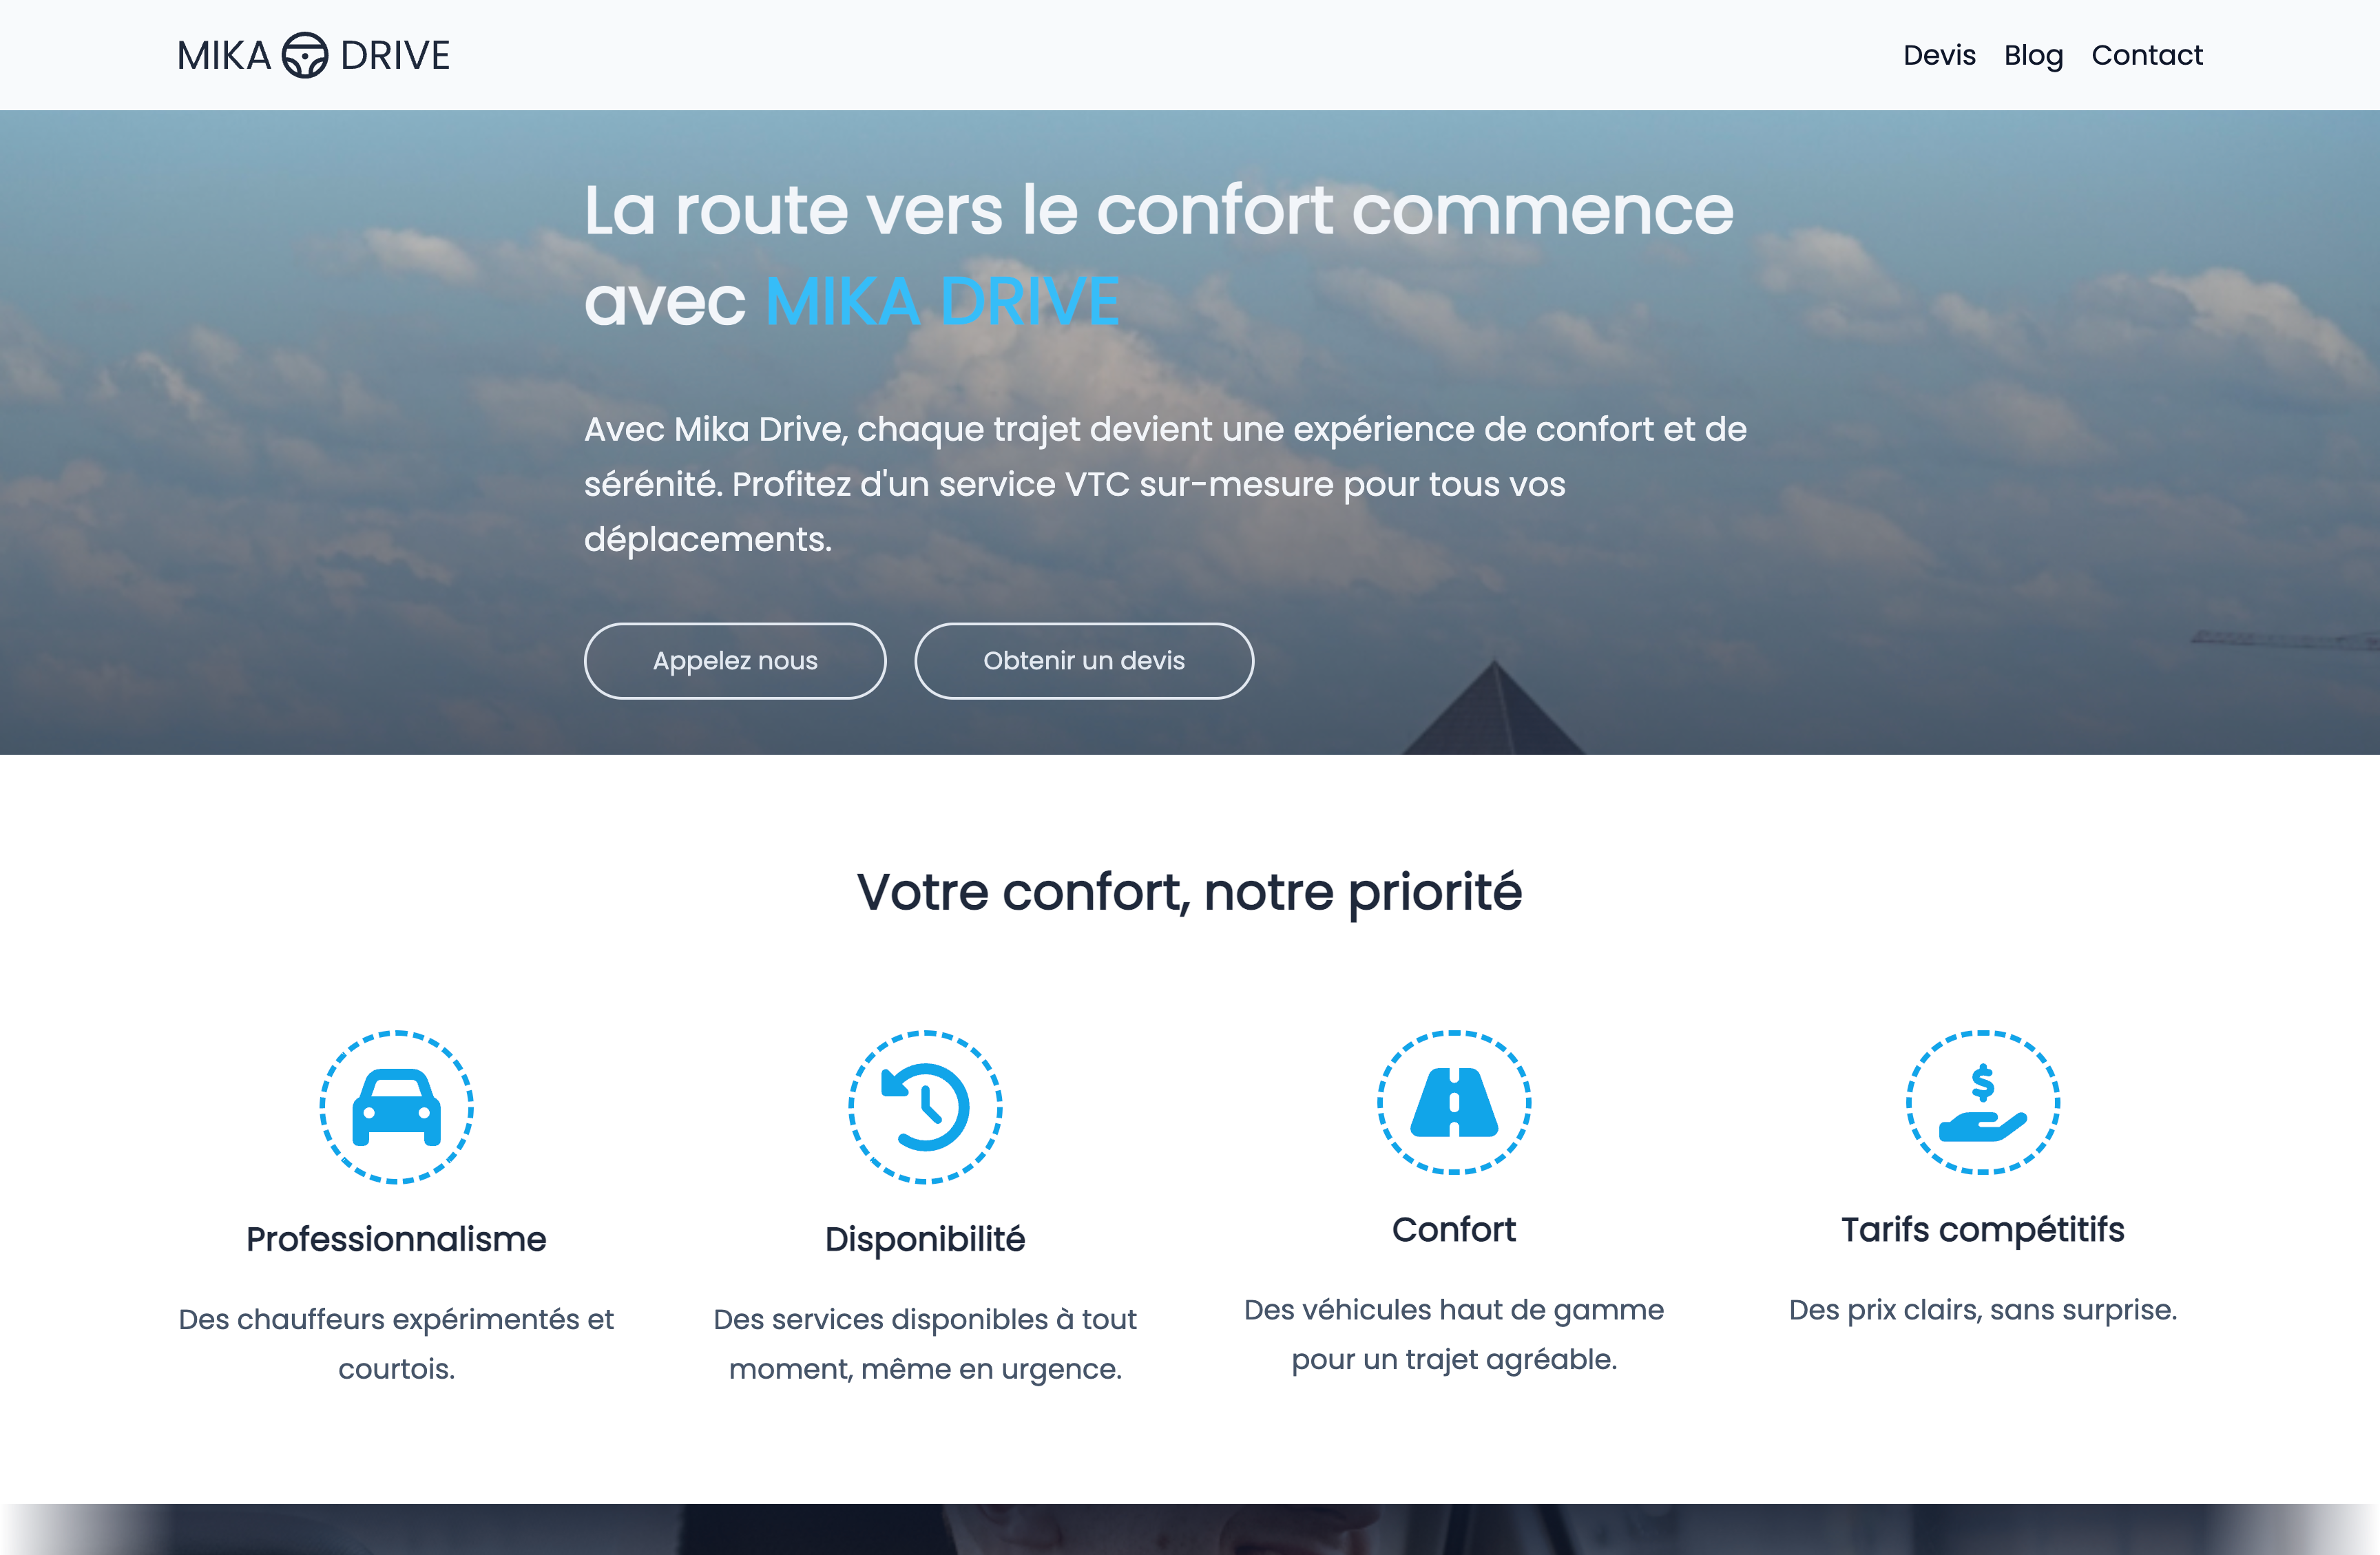 MIKA DRIVE
Devis Blog Contact
La route vers le confort commence
avec MIKA DRIVE
Avec Mika Drive, chaque trajet devient une expérience de confort et de
sérénité. Profitez d'un service VTC sur-mesure pour tous vos
déplacements.
Appelez nous
Obtenir un devis
Votre confort, notre priorité
Professionnalisme
Des chauffeurs expérimentés et
courtois.
Disponibilité
Des services disponibles à tout
moment, même en urgence.
Confort
Des véhicules haut de gamme
pour un trajet agréable.
$
Tarifs compétitifs
Des prix clairs, sans surprise.